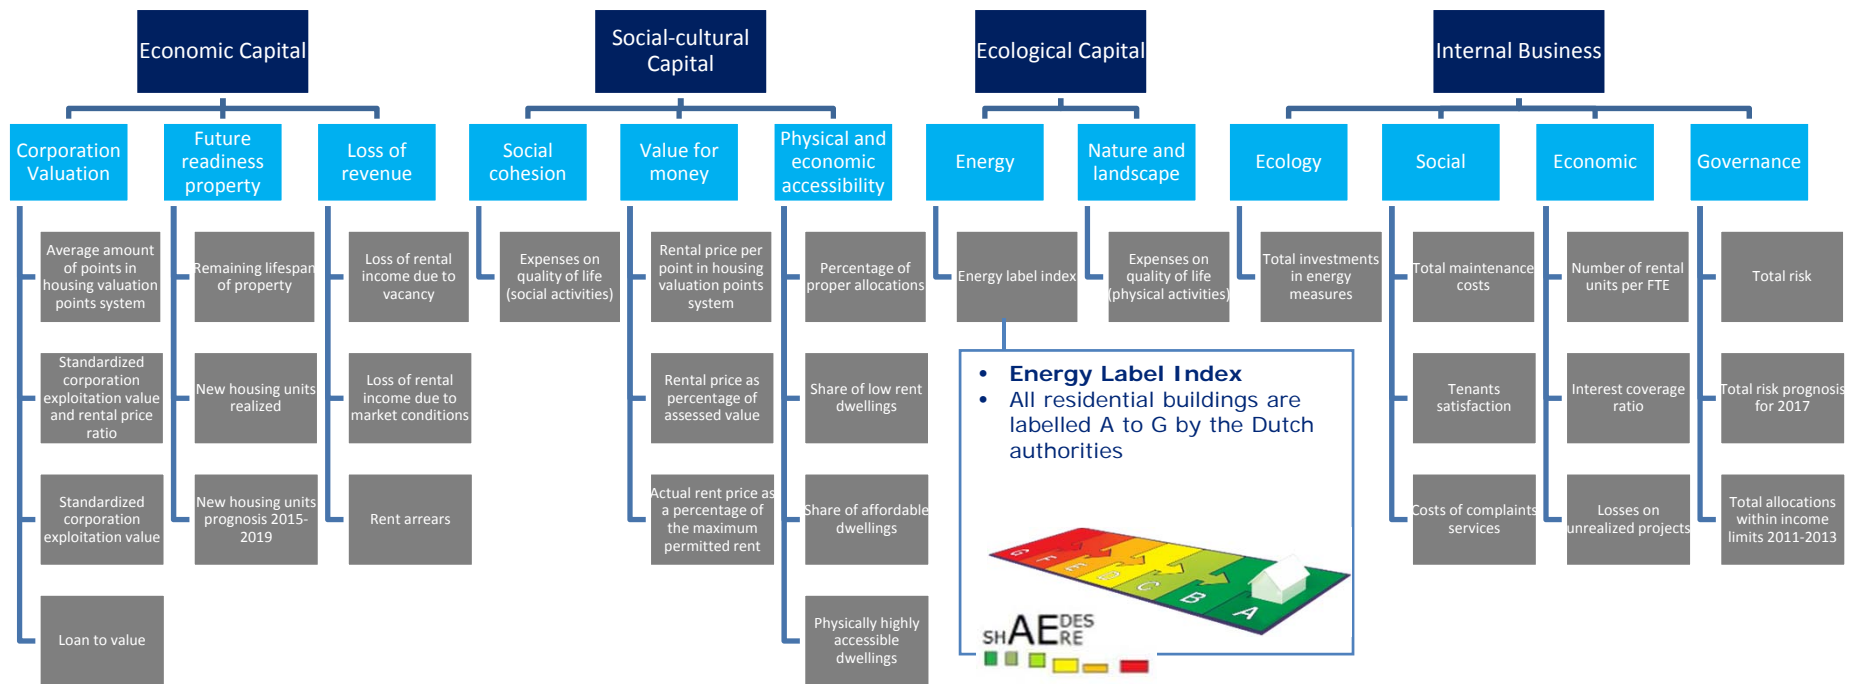 Economic Capital
Social-cultural
Capital
Ecological Capital
Internal Business
Corporation
Valuation
Future
readiness
property
Loss of
revenue
Social
cohesion
Value for
money
Physical and
economic
accessibility
Energy
Nature and
landscape
Ecology
Social
Economic
Governance
Average amount
of points in
housing valuation
points system
Remaining lifespan
of property
Loss of rental
income due to
vacancy
Expenses on
quality of life
(social activities)
Rental price per
point in housing
valuation points
system
Percentage of
proper allocations
Energy label index
Expenses on
quality of life
(physical activities)
Total investments
in energy
measures
Total maintenance
costs
Number of rental
units per FTE
Total risk
Standardized
corporation
exploitation value
and rental price
ratio
New housing units
realized
Loss of rental
income due to
market conditions
Rental price as
percentage of
assessed value
Share of low rent
dwellings
• Energy Label Index
• All residential buildings are
labelled A to G by the Dutch
authorities
Tenants
satisfaction
Interest coverage
ratio
Total risk prognosis
for 2017
Standardized
corporation
exploitation value
New housing units
prognosis 2015-
2019
Rent arrears
Actual rent price as
a percentage of
the maximum
permitted rent
Share of affordable
dwellings
Costs of complaints
services
Losses on
unrealized projects
Total allocations
within income
limits 2011-2013
G F E D C B A
Loan to value
Physically highly
accessible
dwellings
SHAEDES
RE